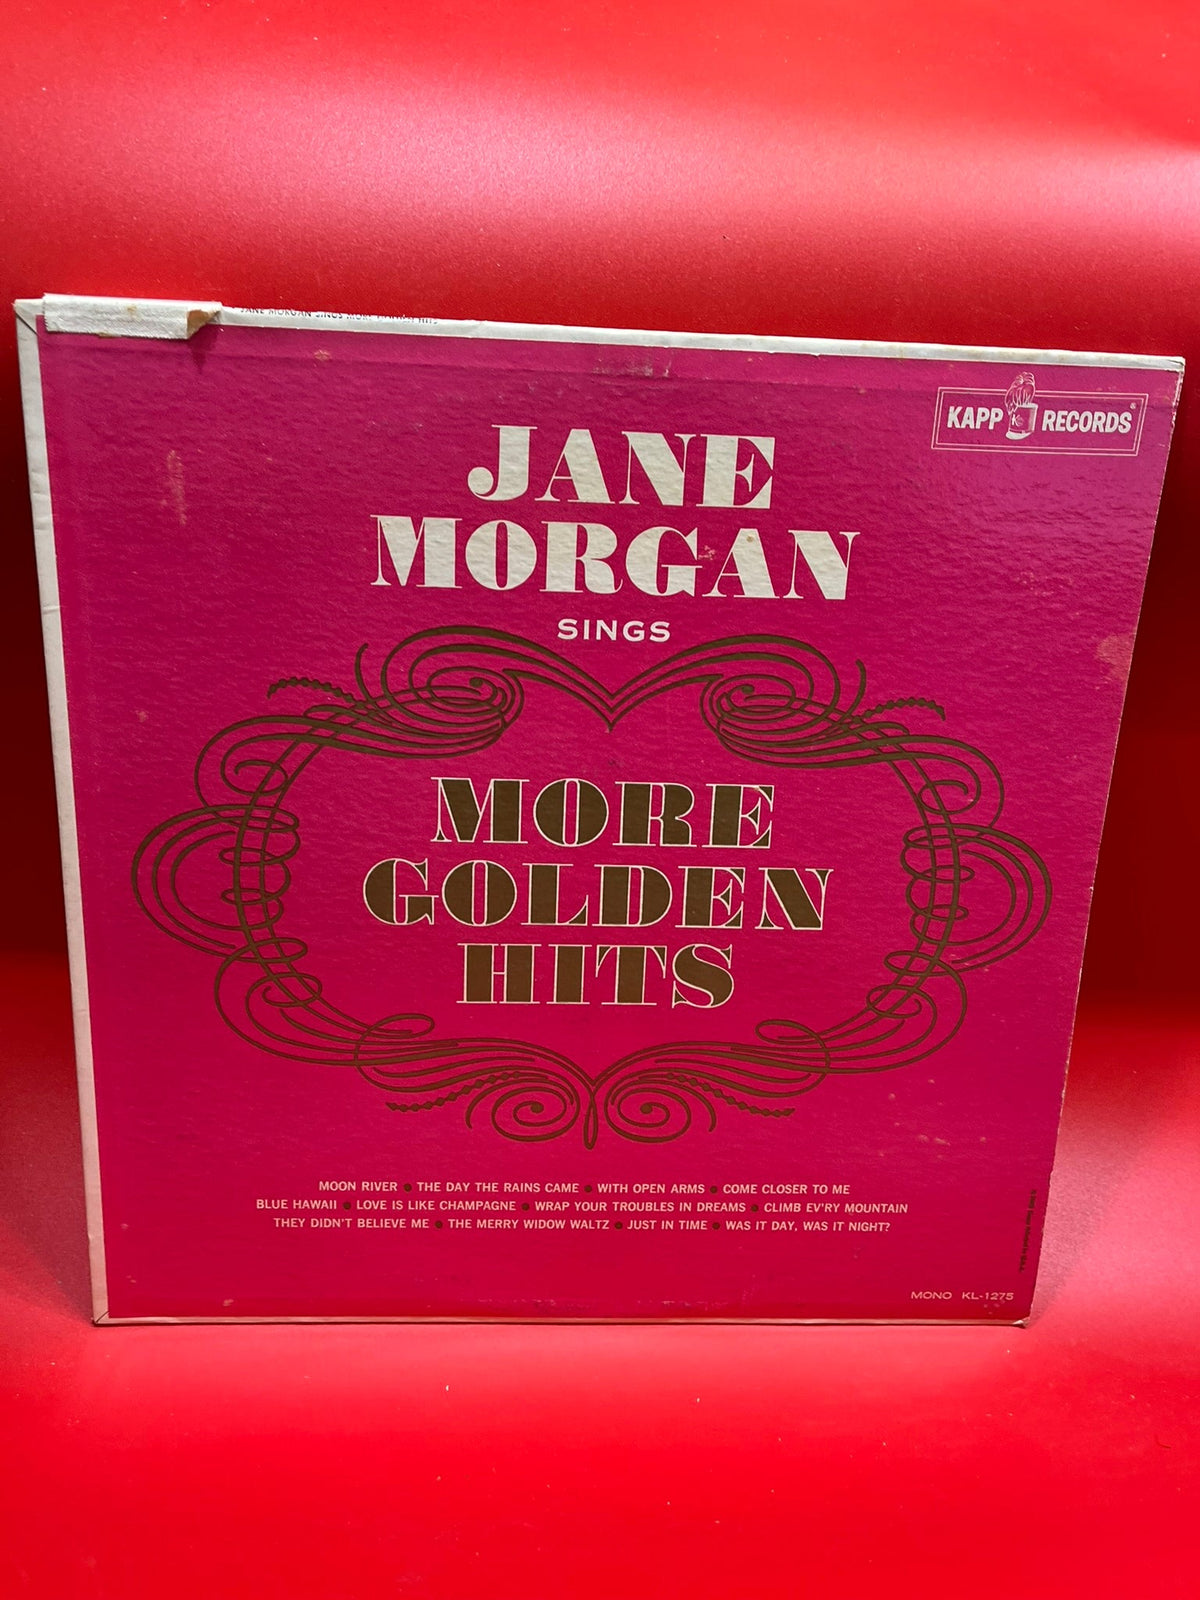 JANE MORGAN SINGS MORE GOLDEN HITS
KAPP K RECORDS®
JANE
MORGAN
SINGS
MORE
GOLDEN
HITS
MOON RIVER • THE DAY THE RAINS CAME • WITH OPEN ARMS • COME CLOSER TO ME
BLUE HAWAII • LOVE IS LIKE CHAMPAGNE • WRAP YOUR TROUBLES IN DREAMS • CLIMB EV'RY MOUNTAIN
THEY DIDN'T BELIEVE ME • THE MERRY WIDOW WALTZ • JUST IN TIME • WAS IT DAY, WAS IT NIGHT?
MONO KL-1275